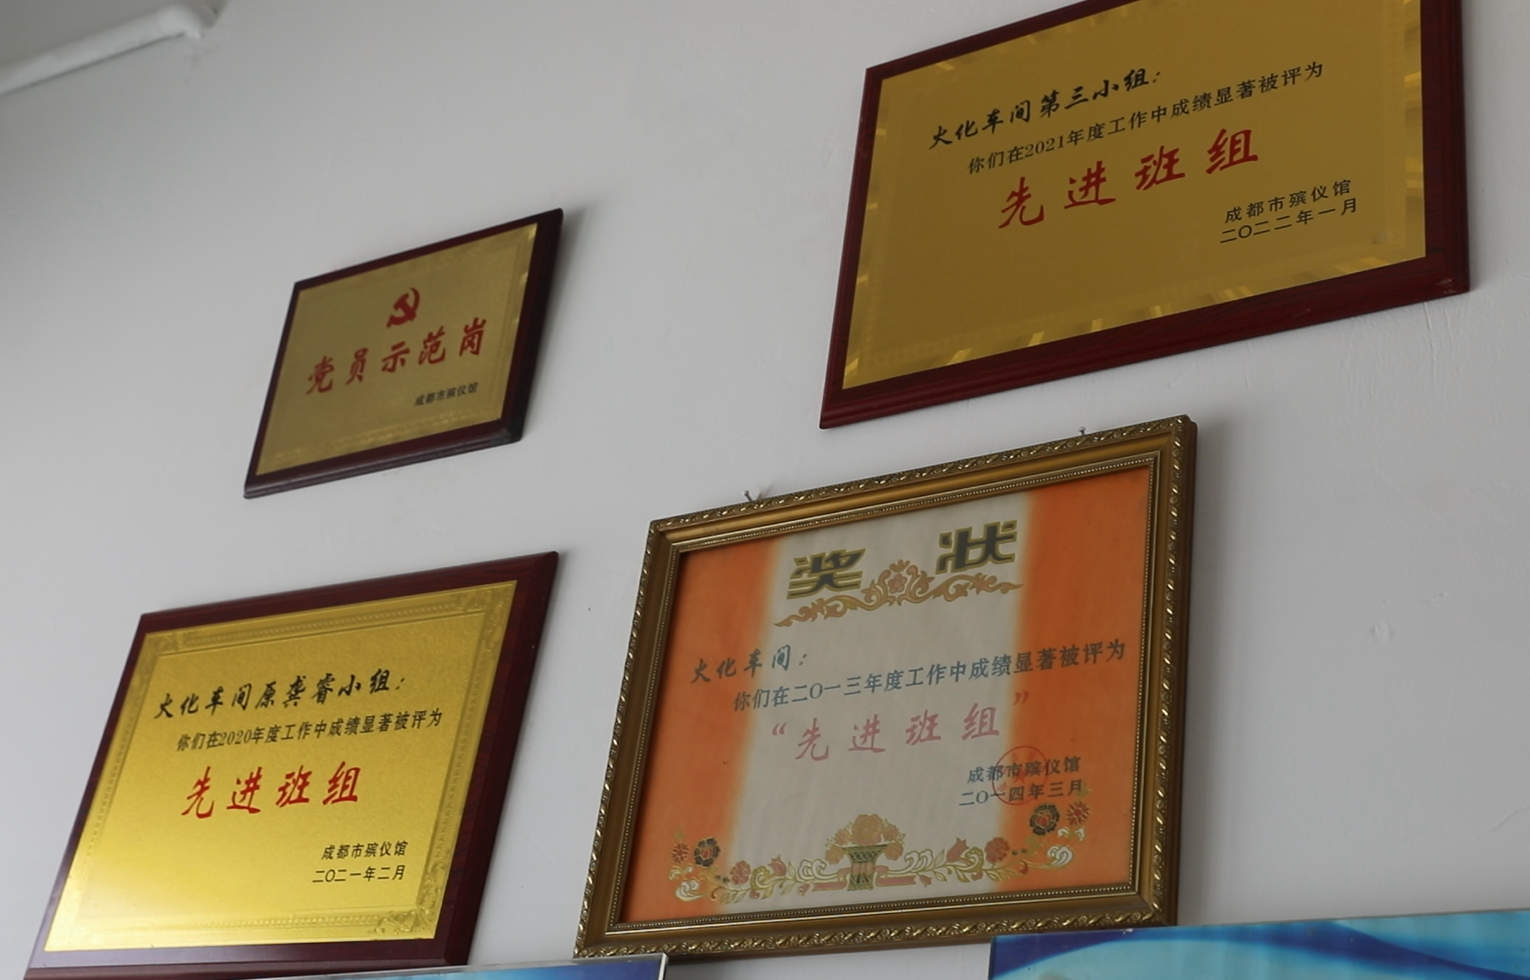 火化车间第三小组：
你们在2021年度工作中成绩显著被评为
先进班组
成都市殡仪馆
二〇二二年一月
党员示范岗
成都市殡仪馆
奖状
火化车间：
你们在二〇一三年度工作中成绩显著被评为
“先进班组”
成都市殡仪馆
二〇一四年三月
火化车间原龚睿小组：
你们在2020年度工作中成绩显著被评为
先进班组
成都市殡仪馆
二〇二一年二月